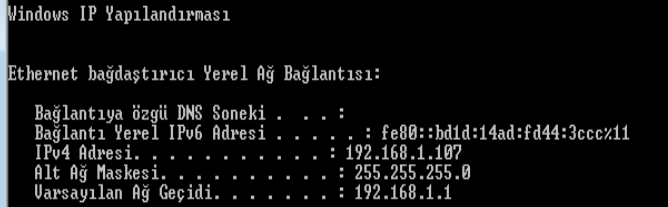 Windows IP Yapılandırması
Ethernet bağdaştırıcı Yerel Ağ Bağlantısı:
Bağlantıya özgü DNS Soneki . . . :
Bağlantı Yerel IPv6 Adresi . . . . . : fe80::bd1d:14ad:fd44:3ccc%11
IPv4 Adresi. . . . . . . . . . . : 192.168.1.107
Alt Ağ Maskesi. . . . . . . . . . : 255.255.255.0
Varsayılan Ağ Geçidi. . . . . . . : 192.168.1.1